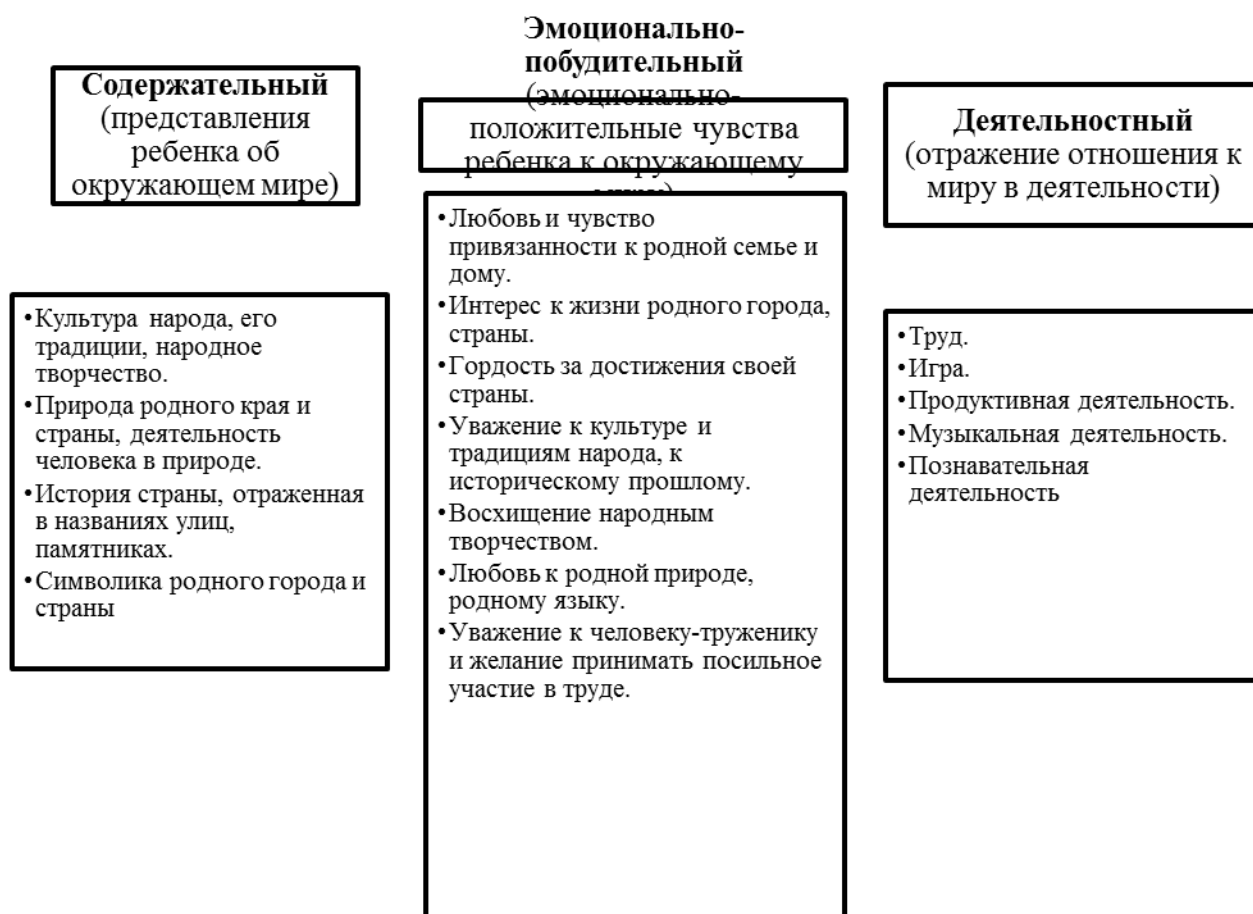 Содержательный
(представления
ребенка об
окружающем мире)
• Культура народа, его
традиции, народное
творчество.
• Природа родного края и
страны, деятельность
человека в природе.
• История страны, отраженная
в названиях улиц,
памятниках.
• Символика родного города и
страны
Эмоционально-
побудительный
(эмоционально-
положительные чувства
ребенка к окружающему
• Любовь и чувство
привязанности к родной семье и
дому.
• Интерес к жизни родного города,
страны.
• Гордость за достижения своей
страны.
• Уважение к культуре и
традициям народа, к
историческому прошлому.
• Восхищение народным
творчеством.
• Любовь к родной природе,
родному языку.
• Уважение к человеку-труженику
и желание принимать посильное
участие в труде.
Деятельностный
(отражение отношения к
миру в деятельности)
• Труд.
• Игра.
• Продуктивная деятельность.
• Музыкальная деятельность.
• Познавательная
деятельность